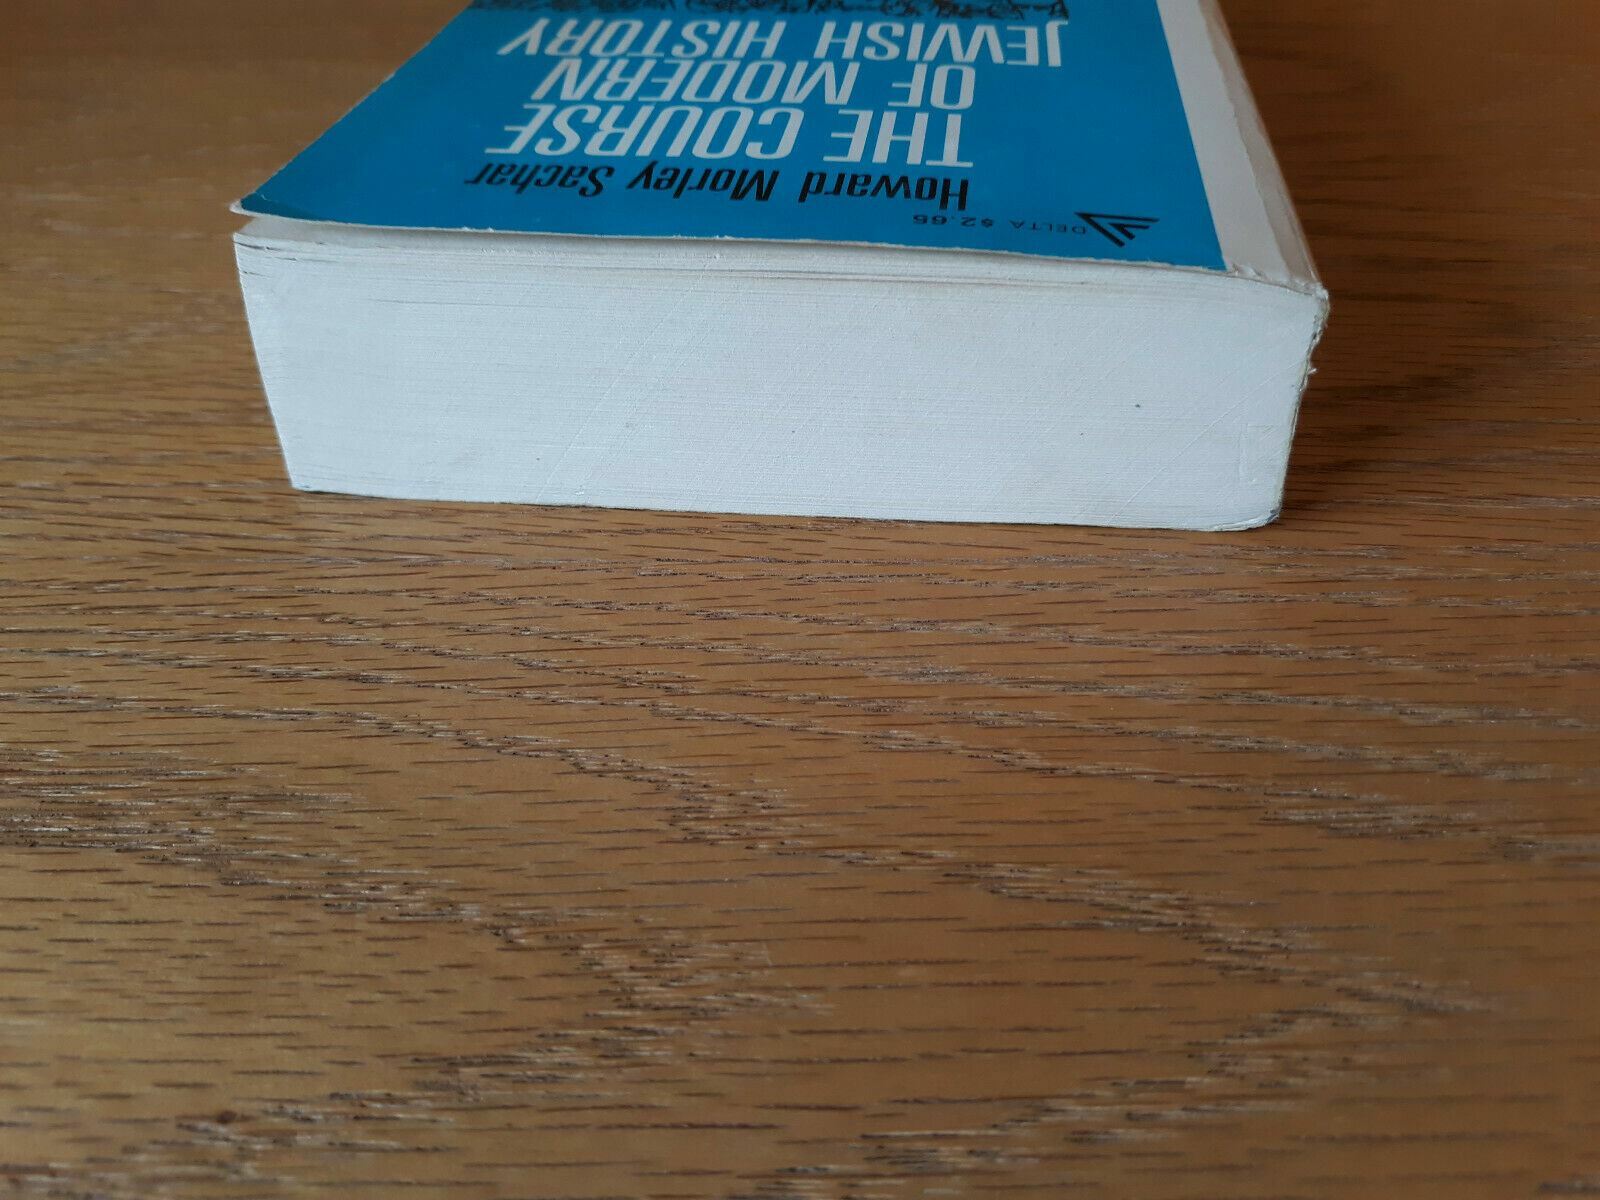 DELTA $2.65
Howard Morley Sachar
THE COURSE
OF MODERN
JEWISH HISTORY